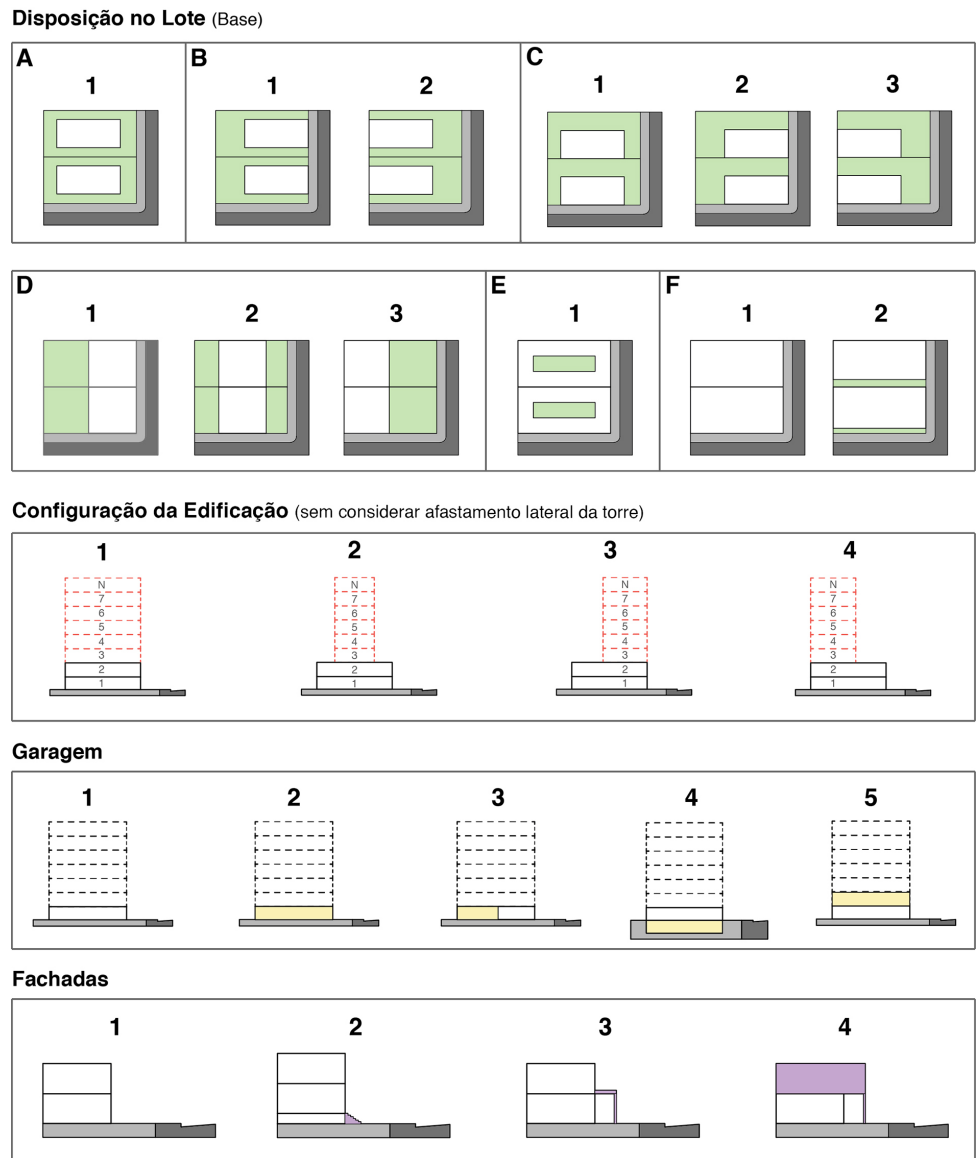 Disposição no Lote (Base)
A B C
1 1 2 1 2 3
D E F
1 2 3 1 1 2
Configuração da Edificação (sem considerar afastamento lateral da torre)
1 2 3 4
N N N N
7 7 7 7
6 6 6 6
5 5 5 5
4 4 4 4
3 3 3 3
2 2 2 2
1 1 1 1
Garagem
1 2 3 4 5
Fachadas
1 2 3 4